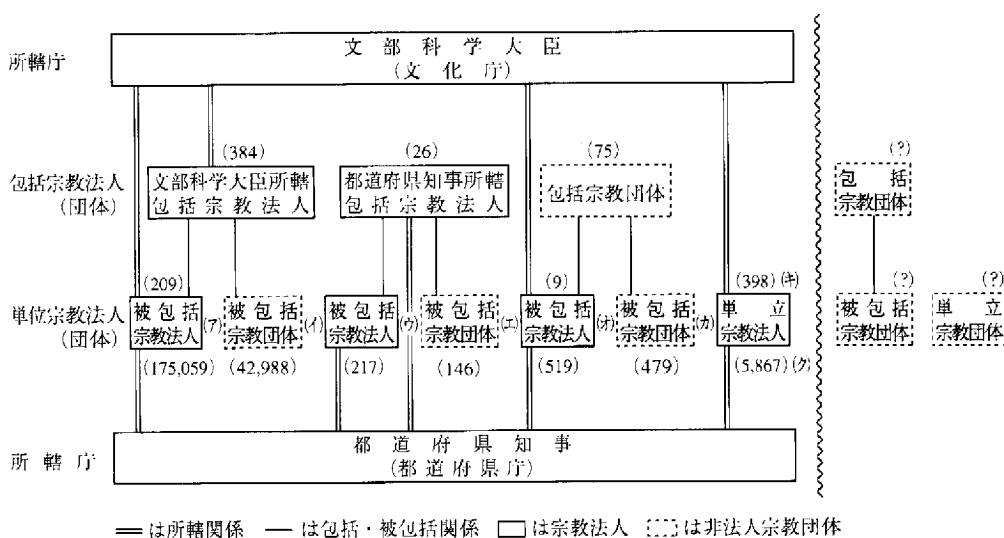 所轄庁
文部科学大臣
(文化庁)
包括宗教法人
(団体)
(384)
文部科学大臣所轄
包括宗教法人
(26)
都道府県知事所轄
包括宗教法人
(75)
包括宗教団体
(?)
包括
宗教団体
単位宗教法人
(団体)
(209)
被包括
宗教法人
(ア)
(175,059)
被包括
宗教団体
(イ)
(42,988)
被包括
宗教法人
(ウ)
(217)
被包括
宗教団体
(エ)
(146)
(9)
被包括
宗教法人
(オ)
(519)
被包括
宗教団体
(カ)
(479)
(398)(キ)
単立
宗教法人
(5,867)(ク)
(?)
被包括
宗教団体
(?)
単立
宗教団体
所轄庁
都道府県知事
(都道府県庁)
は所轄関係 は包括・被包括関係 は宗教法人 は非法人宗教団体